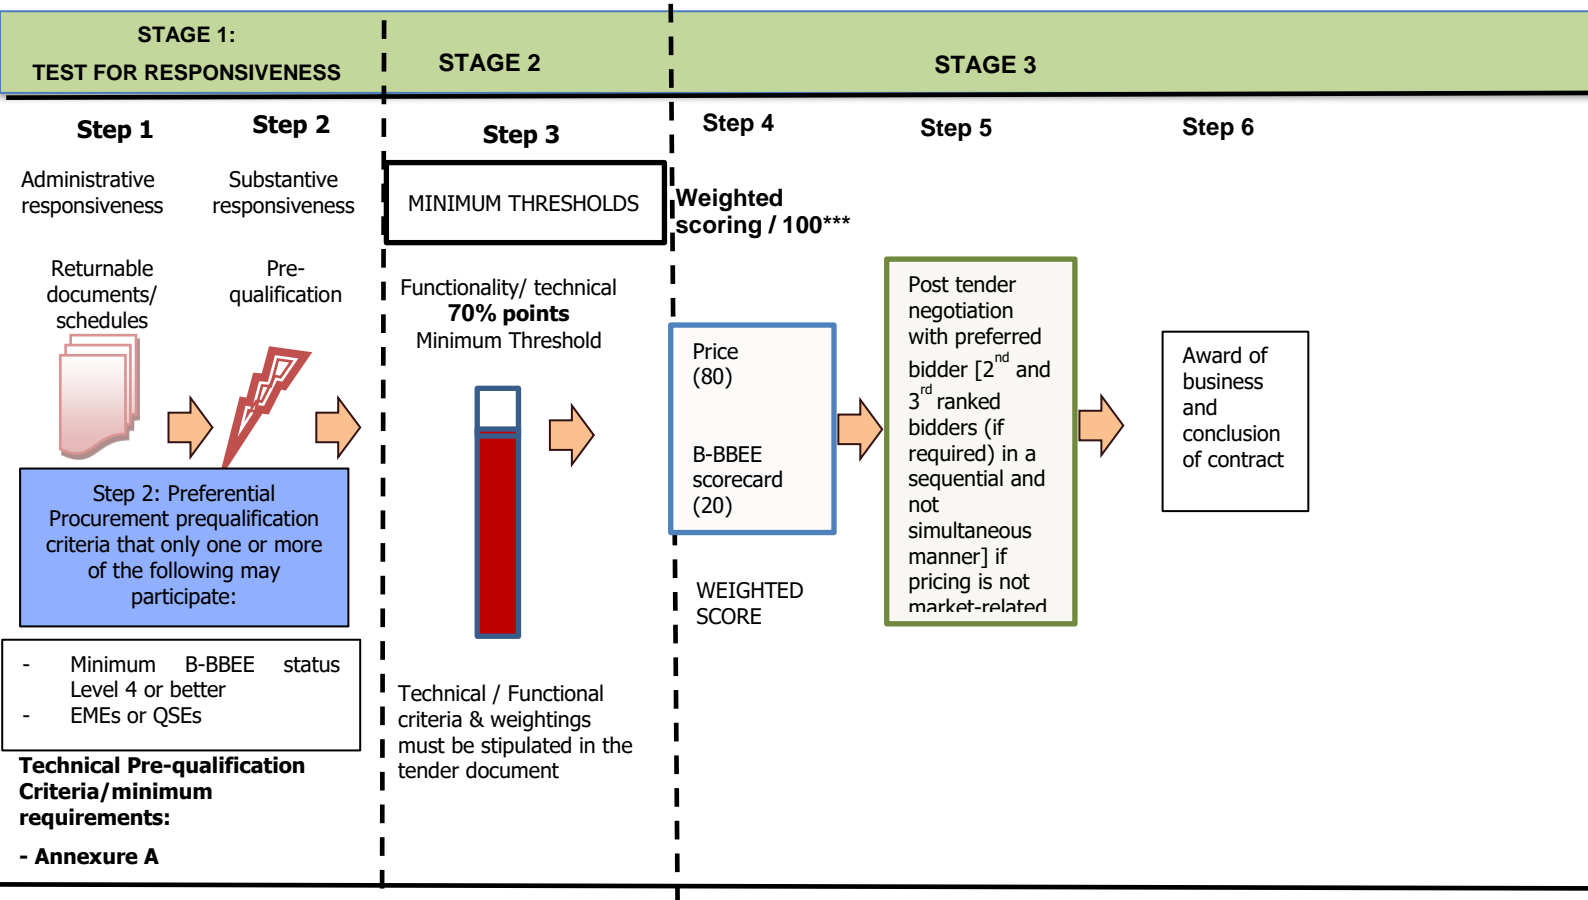 STAGE 1:
TEST FOR RESPONSIVENESS
STAGE 2
STAGE 3
Step 1
Step 2
Step 3
Step 4
Step 5
Step 6
Administrative
responsiveness
Substantive
responsiveness
MINIMUM THRESHOLDS
Weighted
scoring / 100***
Returnable
documents/
schedules
Pre-
qualification
Functionality/ technical
70% points
Minimum Threshold
Price
(80)
B-BBEE
scorecard
(20)
Post tender
negotiation
with preferred
bidder [2nd and
3rd ranked
bidders (if
required) in a
sequential and
not
simultaneous
manner] if
pricing is not
market-related
Award of
business
and
conclusion
of contract
Step 2: Preferential
Procurement prequalification
criteria that only one or more
of the following may
participate:
WEIGHTED
SCORE
- Minimum B-BBEE status
Level 4 or better
- EMEs or QSEs
Technical / Functional
criteria & weightings
must be stipulated in the
tender document
Technical Pre-qualification
Criteria/minimum
requirements:
- Annexure A